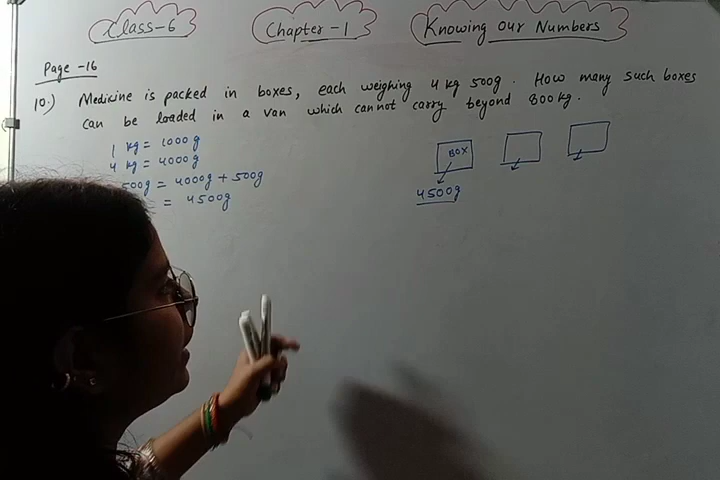 Class-6 Chapter-1 Knowing Our Numbers
Page -16
10.) Medicine is packed in boxes, each weighing 4 kg 500g. How many such boxes
can be loaded in a van which cannot carry beyond 800 kg.
1 kg = 1000 g
4 kg = 4000 g
500g = 4000g + 500g
= 4500g
BOX
4500g